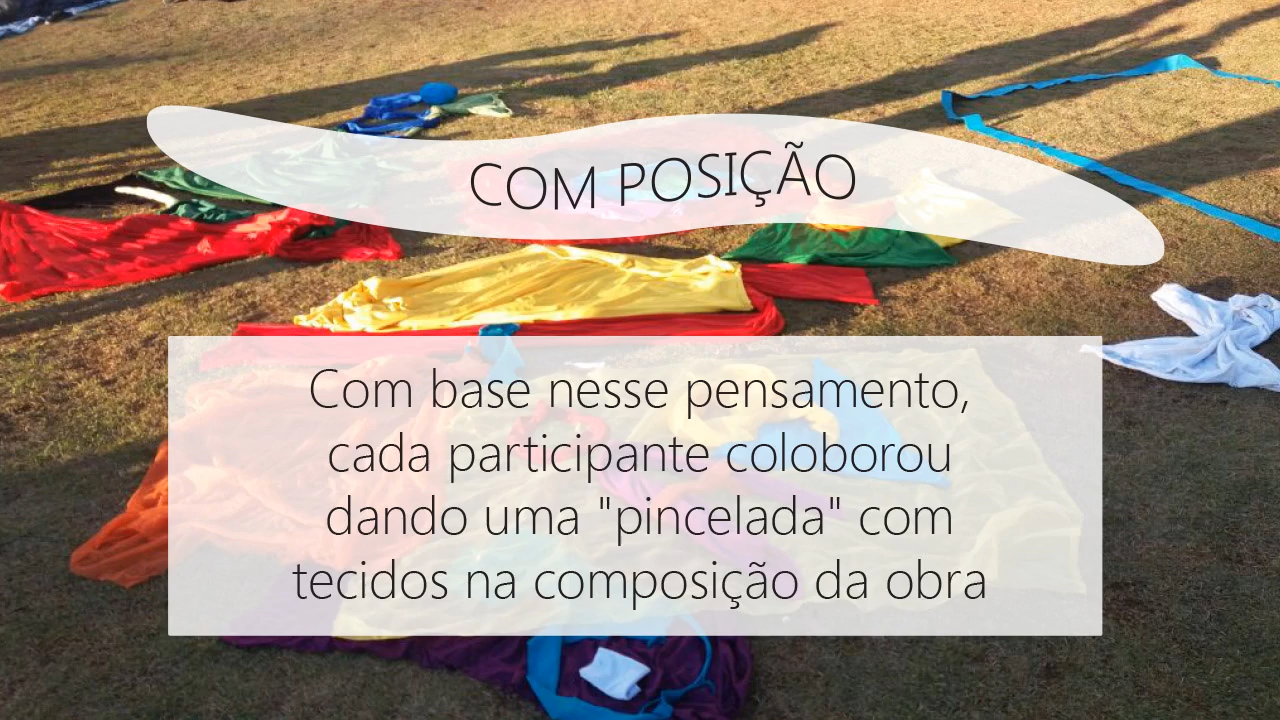 COM POSIÇÃO
Com base nesse pensamento,
cada participante coloborou
dando uma "pincelada" com
tecidos na composição da obra